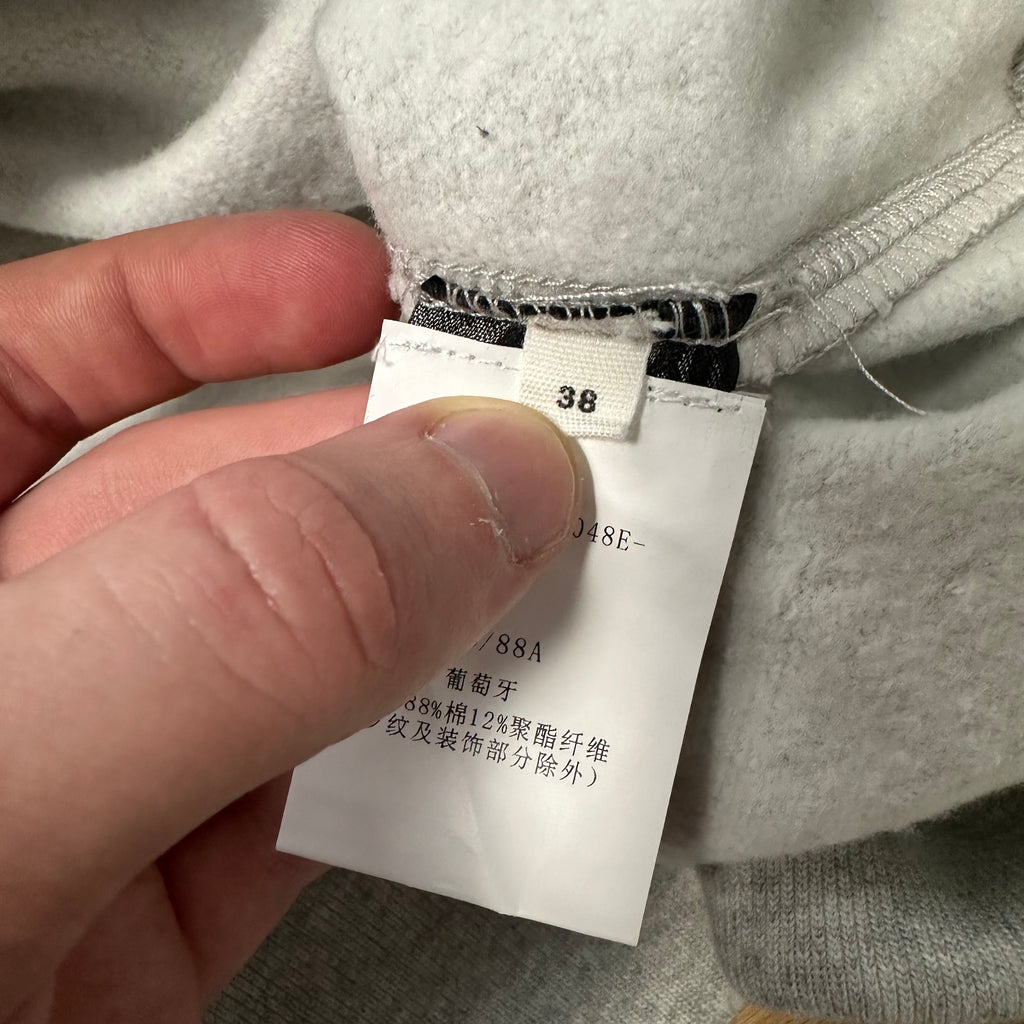 38
048E-
/88A
葡萄牙
88%棉12%聚酯纤维
纹及装饰部分除外）